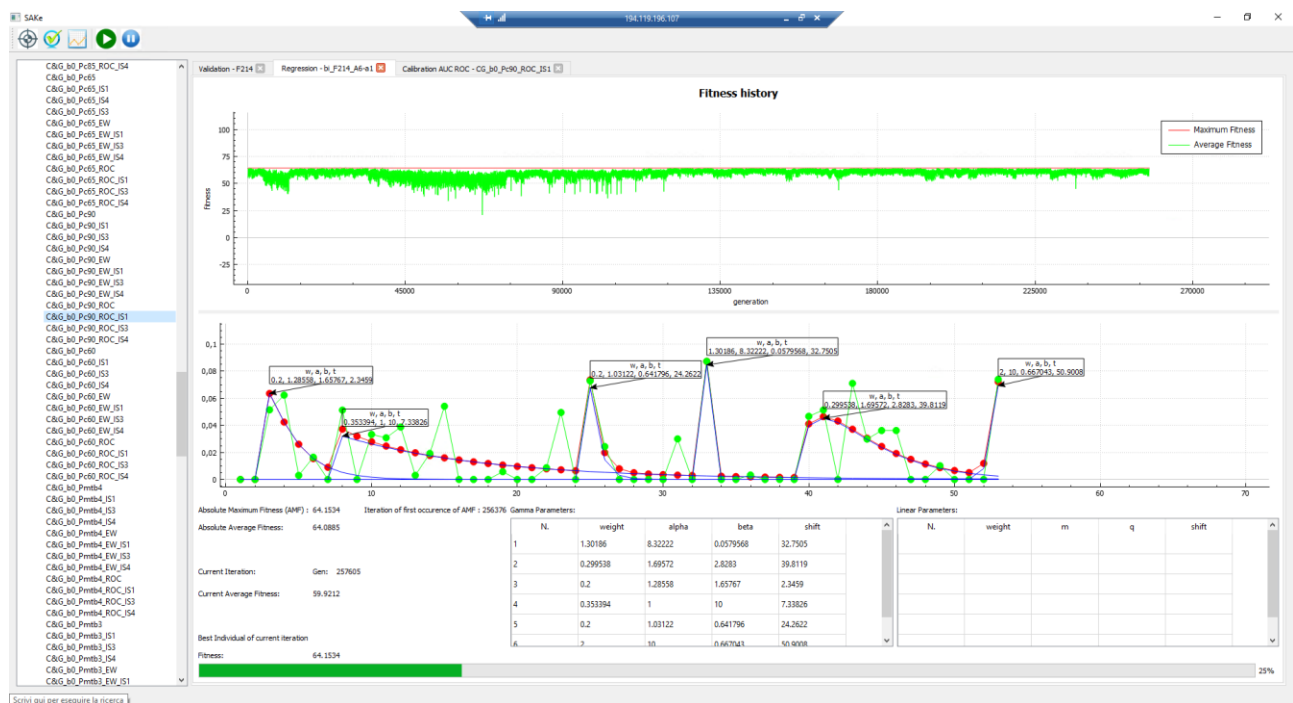 SAKe
194.119.196.107
C&G_b0_Pc85_ROC_IS4
C&G_b0_Pc65
C&G_b0_Pc65_IS1
C&G_b0_Pc65_IS4
C&G_b0_Pc65_IS3
C&G_b0_Pc65_EW
C&G_b0_Pc65_EW_IS1
C&G_b0_Pc65_EW_IS3
C&G_b0_Pc65_EW_IS4
C&G_b0_Pc65_ROC
C&G_b0_Pc65_ROC_IS1
C&G_b0_Pc65_ROC_IS3
C&G_b0_Pc65_ROC_IS4
C&G_b0_Pc90
C&G_b0_Pc90_IS1
C&G_b0_Pc90_IS3
C&G_b0_Pc90_IS4
C&G_b0_Pc90_EW
C&G_b0_Pc90_EW_IS1
C&G_b0_Pc90_EW_IS3
C&G_b0_Pc90_EW_IS4
C&G_b0_Pc90_ROC
C&G_b0_Pc90_ROC_IS1
C&G_b0_Pc90_ROC_IS3
C&G_b0_Pc90_ROC_IS4
C&G_b0_Pc60
C&G_b0_Pc60_IS1
C&G_b0_Pc60_IS3
C&G_b0_Pc60_IS4
C&G_b0_Pc60_EW
C&G_b0_Pc60_EW_IS1
C&G_b0_Pc60_EW_IS3
C&G_b0_Pc60_EW_IS4
C&G_b0_Pc60_ROC
C&G_b0_Pc60_ROC_IS1
C&G_b0_Pc60_ROC_IS3
C&G_b0_Pc60_ROC_IS4
C&G_b0_Pmtb4
C&G_b0_Pmtb4_IS1
C&G_b0_Pmtb4_IS3
C&G_b0_Pmtb4_IS4
C&G_b0_Pmtb4_EW
C&G_b0_Pmtb4_EW_IS1
C&G_b0_Pmtb4_EW_IS3
C&G_b0_Pmtb4_EW_IS4
C&G_b0_Pmtb4_ROC
C&G_b0_Pmtb4_ROC_IS1
C&G_b0_Pmtb4_ROC_IS3
C&G_b0_Pmtb4_ROC_IS4
C&G_b0_Pmtb3
C&G_b0_Pmtb3_IS1
C&G_b0_Pmtb3_IS3
C&G_b0_Pmtb3_IS4
C&G_b0_Pmtb3_EW
C&G_b0_Pmtb3_EW_IS1
Scrivi qui per eseguire la ricerca
Validation - F214 Regression - bi_F214_A6-a1 Calibration AUC ROC - CG_b0_Pc90_ROC_IS1
Fitness history
Maximum Fitness
Average Fitness
100
75
50
25
0
-25
fitness
0 45000 90000 135000 180000 225000 270000
generation
0,1
0,08
0,06
0,04
0,02
0
w, a, b, t
0.2, 1.28558, 1.65767, 2.3459
w, a, b, t
0.353394, 1, 10, 7.33826
w, a, b, t
0.2, 1.03122, 0.641796, 24.2622
w, a, b, t
1.30186, 8.32222, 0.0579568, 32.7505
w, a, b, t
0.299538, 1.69572, 2.8283, 39.8119
w, a, b, t
2, 10, 0.667043, 50.9008
0 10 20 30 40 50 60 70
Absolute Maximum Fitness (AMF) : 64.1534 Iteration of first occurence of AMF : 256376
Absolute Average Fitness: 64.0885
Current Iteration: Gen: 257605
Current Average Fitness: 59.9212
Best Individual of current iteration
Fitness: 64.1534
Gamma Parameters:
N. weight alpha beta shift
1 1.30186 8.32222 0.0579568 32.7505
2 0.299538 1.69572 2.8283 39.8119
3 0.2 1.28558 1.65767 2.3459
4 0.353394 1 10 7.33826
5 0.2 1.03122 0.641796 24.2622
6 2 10 0.667043 50.9008
Linear Parameters:
N. weight m q shift
25%